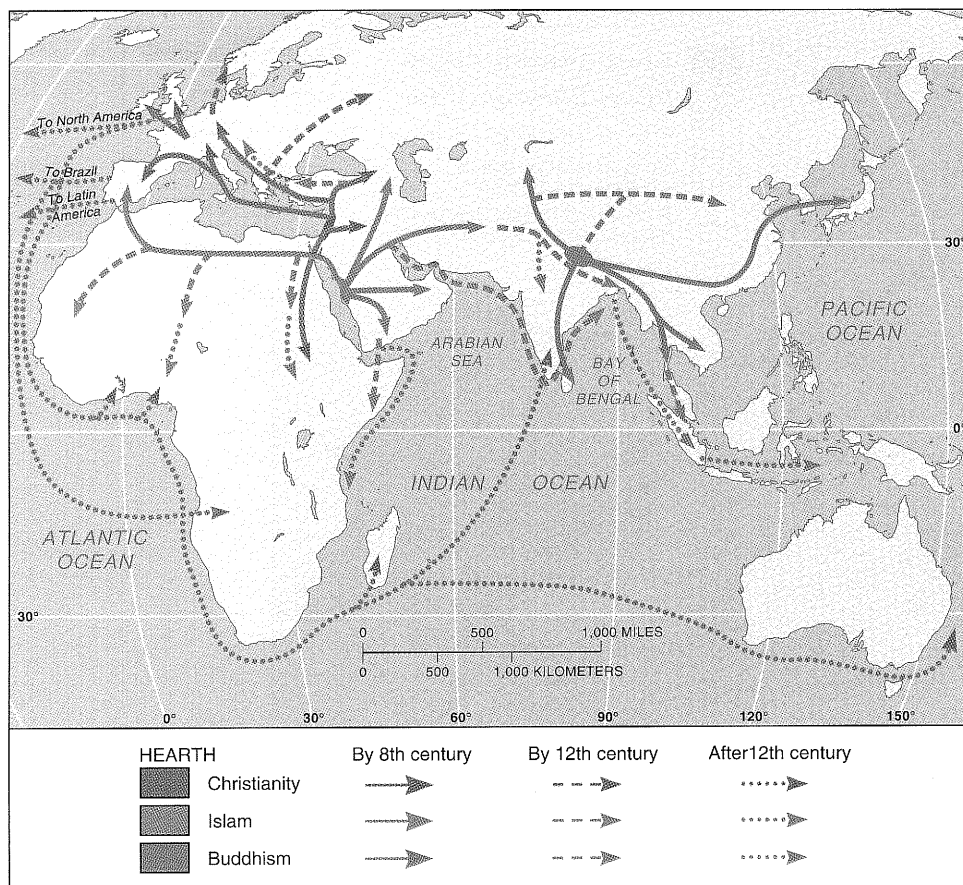 To North America
To Brazil
To Latin
America
30°
PACIFIC
OCEAN
ARABIAN
SEA
BAY
OF
BENGAL
0°
INDIAN OCEAN
ATLANTIC
OCEAN
30°
0 500 1,000 MILES
0 500 1,000 KILOMETERS
0° 30° 60° 90° 120° 150°
HEARTH By 8th century By 12th century After12th century
Christianity
Islam
Buddhism